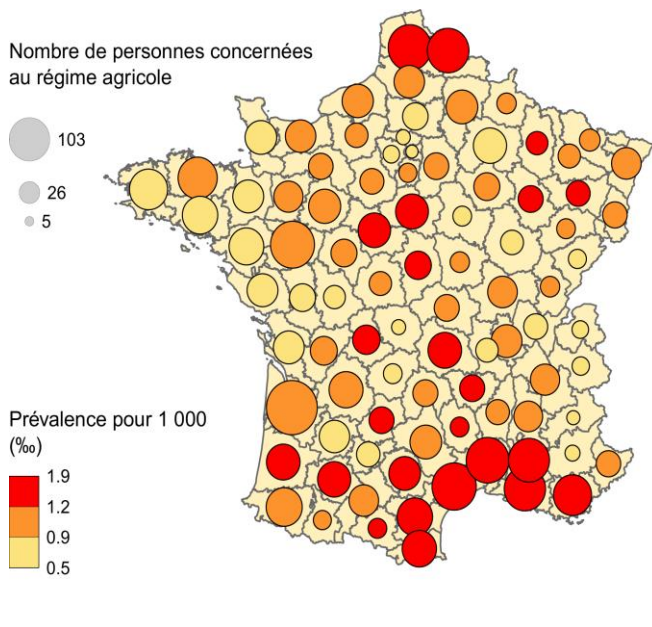 Nombre de personnes concernées
au régime agricole
103
26
5
Prévalence pour 1 000
(‰)
1.9
1.2
0.9
0.5